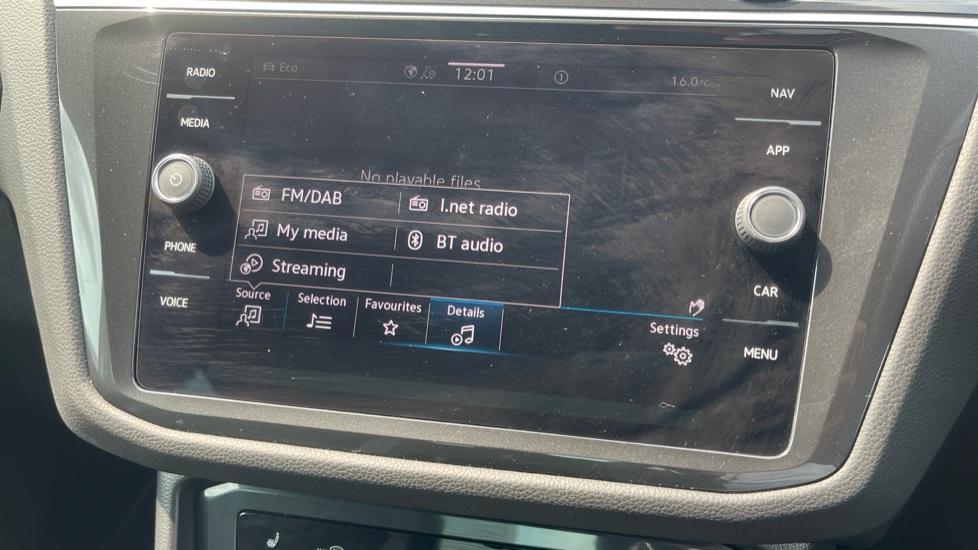 RADIO
Eco
12:01
1
16.0°C
NAV
MEDIA
APP
No playable files
FM/DAB
I.net radio
My media
BT audio
Streaming
PHONE
VOICE
CAR
MENU
Source
Selection
Favourites
Details
Settings